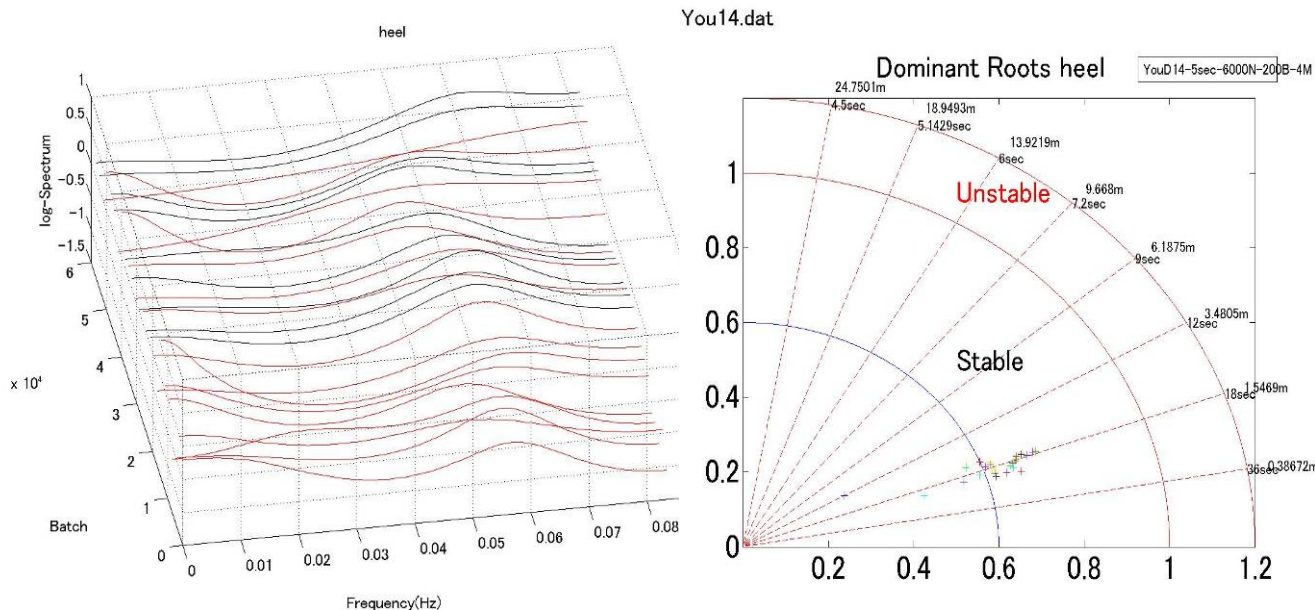 You14.dat
heel
log-Spectrum
1
0.5
0
-0.5
-1
-1.5
6
5
4
3
2
1
0
x 10^4
Batch
0
0.01
0.02
0.03
0.04
0.05
0.06
0.07
0.08
Frequency(Hz)
Dominant Roots heel
YouD14-5sec-6000N-200B-4M
24.7501m
4.5sec
18.9493m
5.1429sec
13.9219m
6sec
9.668m
7.2sec
6.1875m
9sec
3.4805m
12sec
1.5469m
18sec
0.38672m
36sec
Unstable
Stable
1
0.8
0.6
0.4
0.2
0
0.2
0.4
0.6
0.8
1
1.2